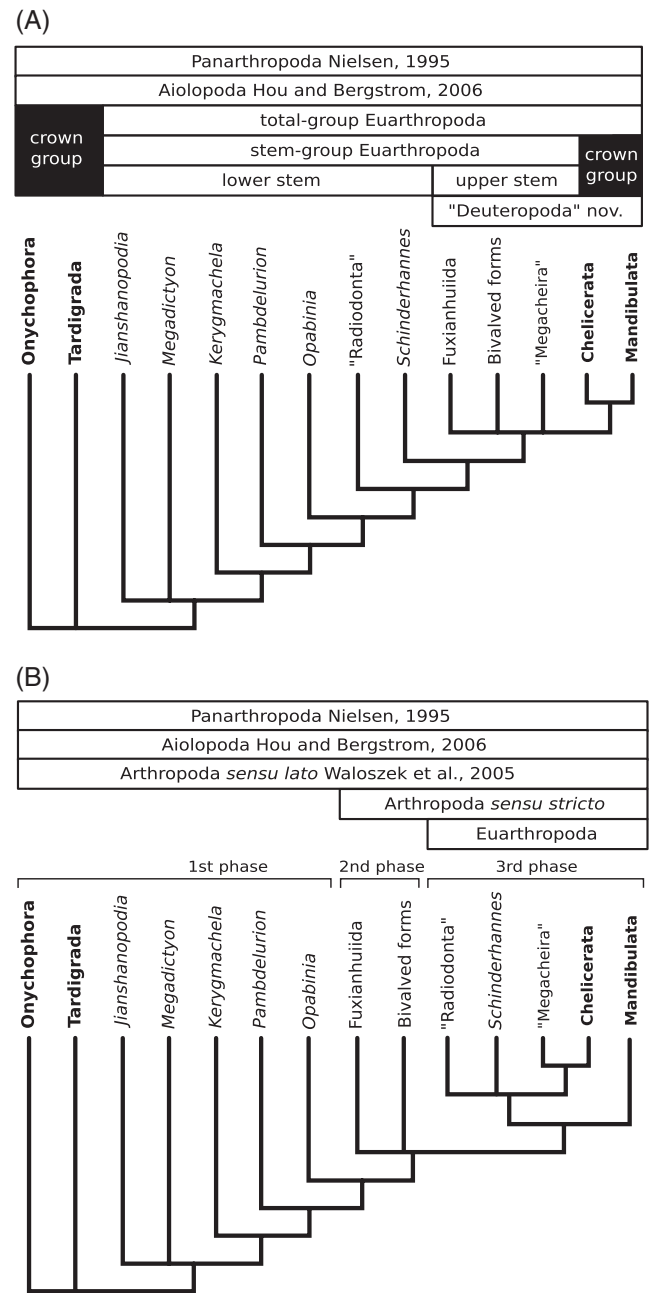 (A)
Panarthropoda Nielsen, 1995
Aiolopoda Hou and Bergstrom, 2006
crown
group
total-group Euarthropoda
stem-group Euarthropoda
crown
group
lower stem
upper stem
"Deuteropoda" nov.
Onychophora
Tardigrada
Jianshanopodia
Megadictyon
Kerygmachela
Pambdelurion
Opabinia
"Radiodonta"
Schinderhannes
Fuxianhuiida
Bivalved forms
"Megacheira"
Chelicerata
Mandibulata
(B)
Panarthropoda Nielsen, 1995
Aiolopoda Hou and Bergstrom, 2006
Arthropoda sensu lato Waloszek et al., 2005
Arthropoda sensu stricto
Euarthropoda
1st phase
2nd phase
3rd phase
Onychophora
Tardigrada
Jianshanopodia
Megadictyon
Kerygmachela
Pambdelurion
Opabinia
Fuxianhuiida
Bivalved forms
"Radiodonta"
Schinderhannes
"Megacheira"
Chelicerata
Mandibulata